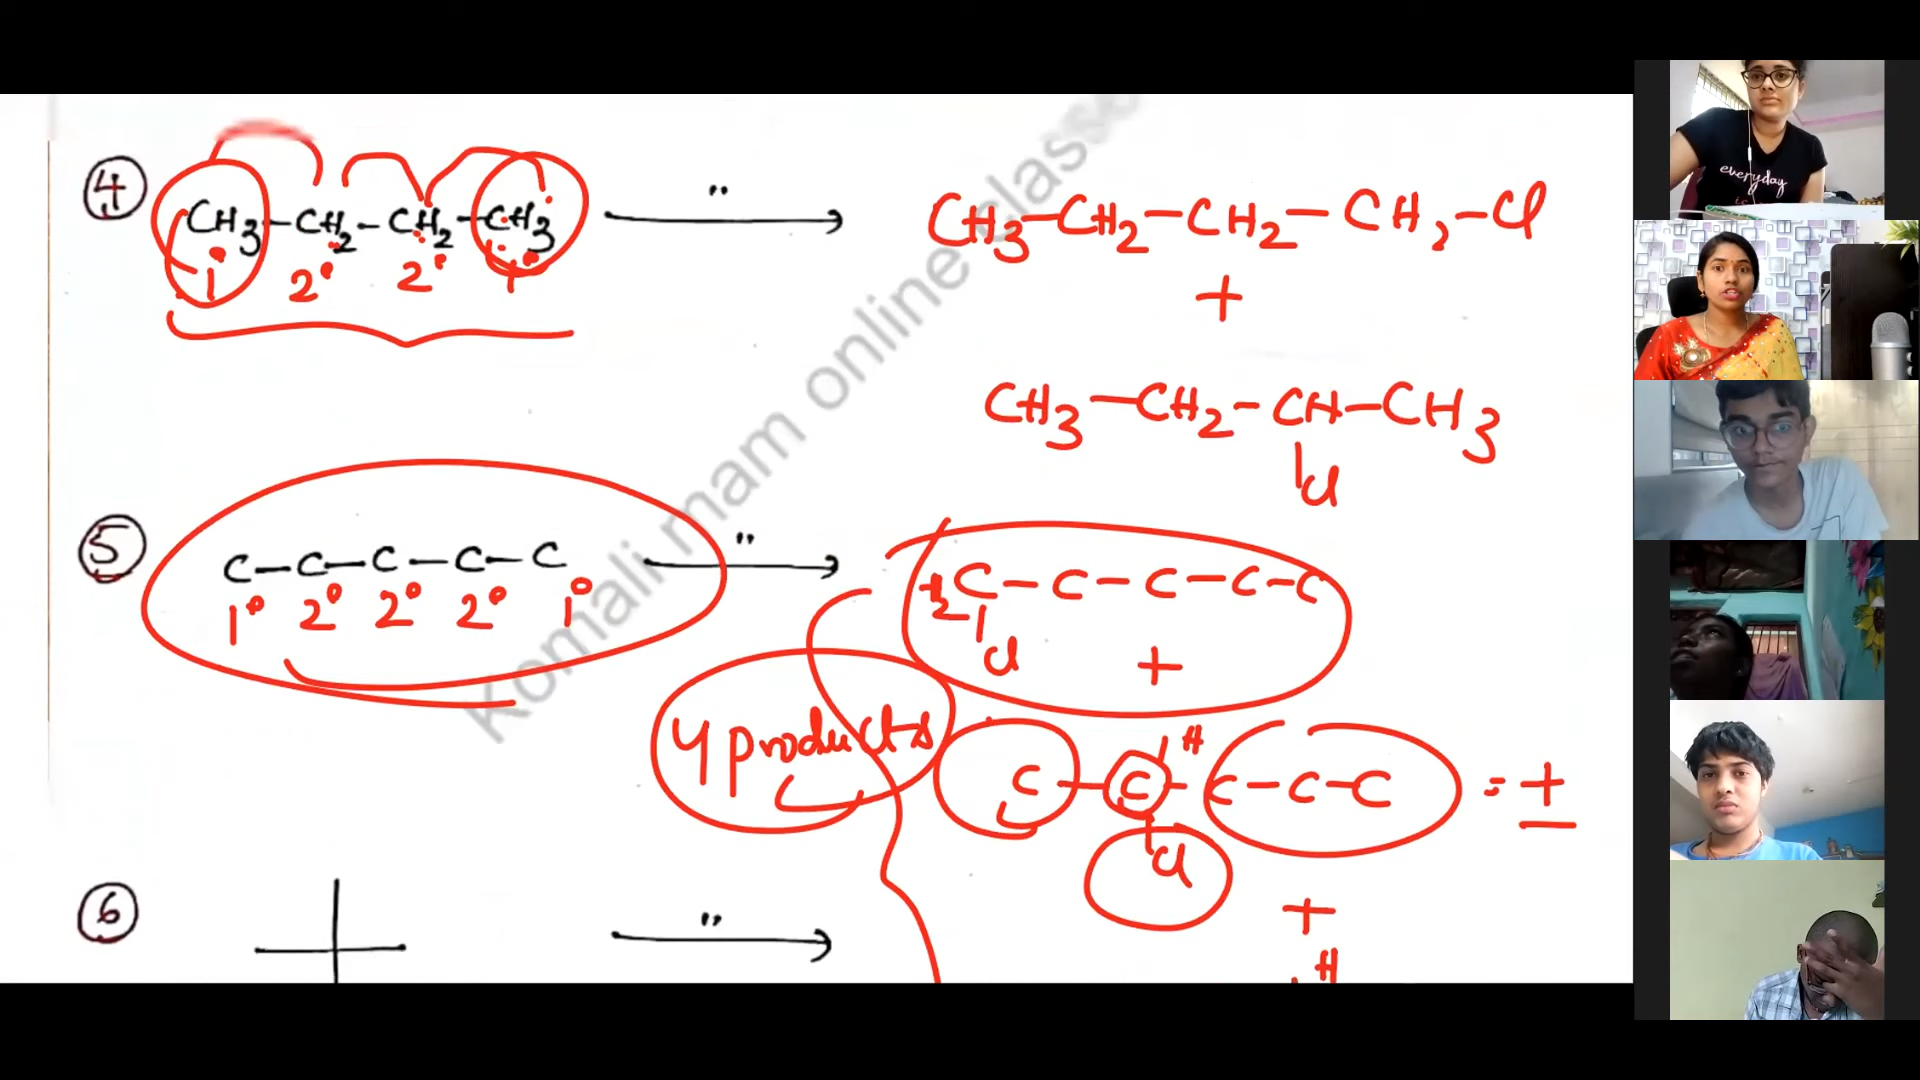 ④ CH3-CH2-CH2-CH3 " → CH3-CH2-CH2-CH2-Cl
1° 2° 2° 1°
+
CH3-CH2-CH-CH3
Cl
⑤ C-C-C-C-C " → H2C-C-C-C-C
1° 2° 2° 2° 1°
Cl +
4 products
H
C-C-C-C-C = ±
Cl
+
⑥ " →
H
Komali mam online classes
everyday